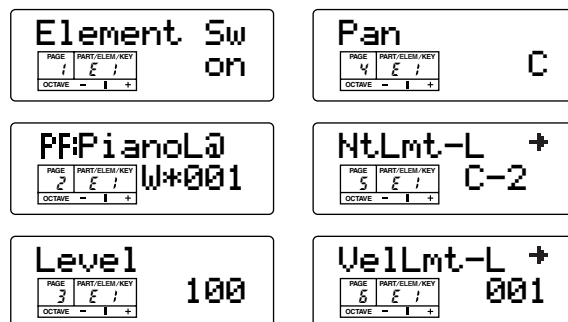 Element Sw
PAGE PART/ELEM/KEY
1 E 1 on
OCTAVE – +
PF:PianoL@
PAGE PART/ELEM/KEY
2 E 1 W*001
OCTAVE – +
Level
PAGE PART/ELEM/KEY
3 E 1 100
OCTAVE – +
Pan
PAGE PART/ELEM/KEY
4 E 1 C
OCTAVE – +
NtLmt-L
PAGE PART/ELEM/KEY
5 E 1 C-2
OCTAVE – +
VelLmt-L
PAGE PART/ELEM/KEY
6 E 1 001
OCTAVE – +